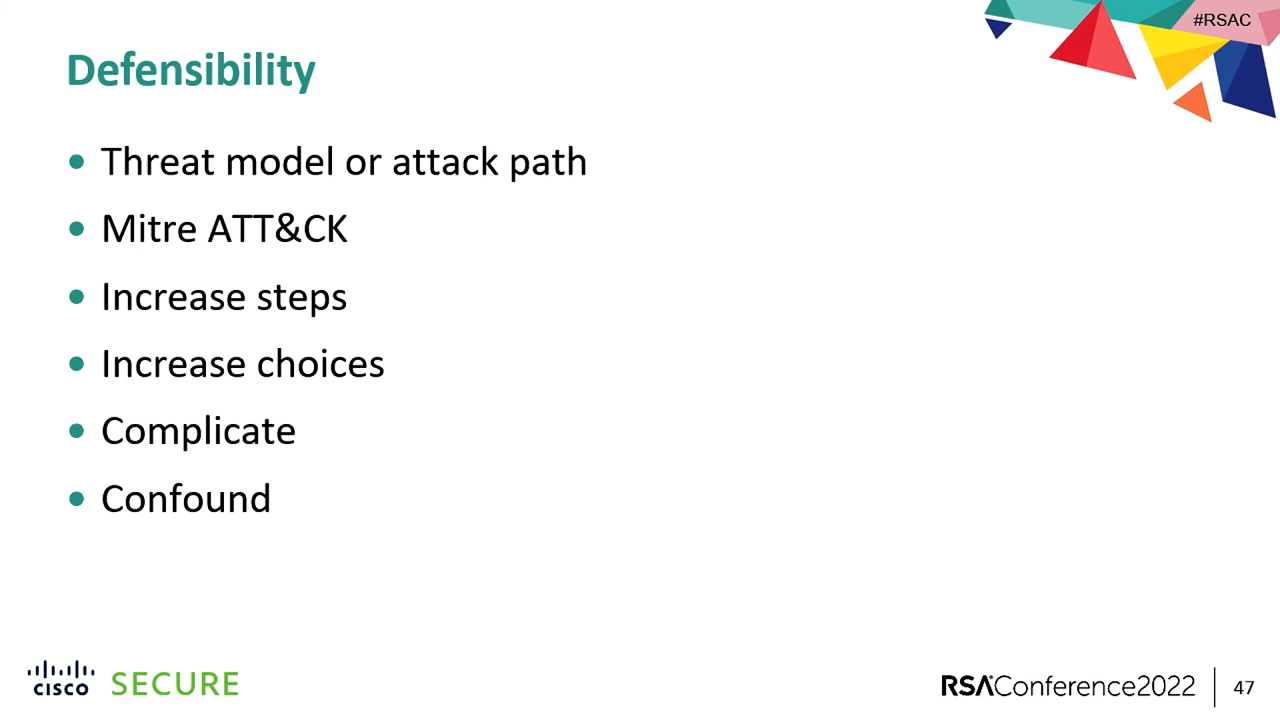 #RSAC
Defensibility
• Threat model or attack path
• Mitre ATT&CK
• Increase steps
• Increase choices
• Complicate
• Confound
CISCO SECURE
RSAConference2022 47